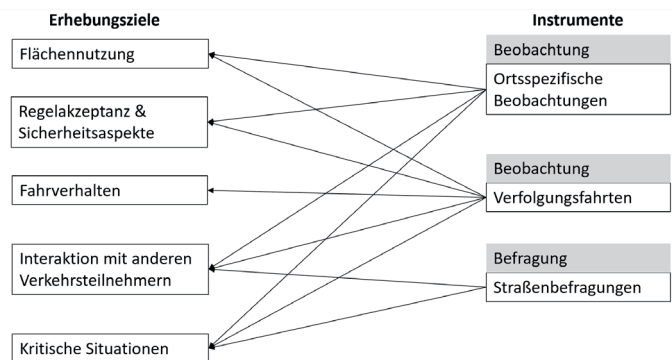 Erhebungsziele
Flächennutzung
Regelakzeptanz &
Sicherheitsaspekte
Fahrverhalten
Interaktion mit anderen
Verkehrsteilnehmern
Kritische Situationen
Instrumente
Beobachtung
Ortsspezifische
Beobachtungen
Beobachtung
Verfolgungsfahrten
Befragung
Straßenbefragungen